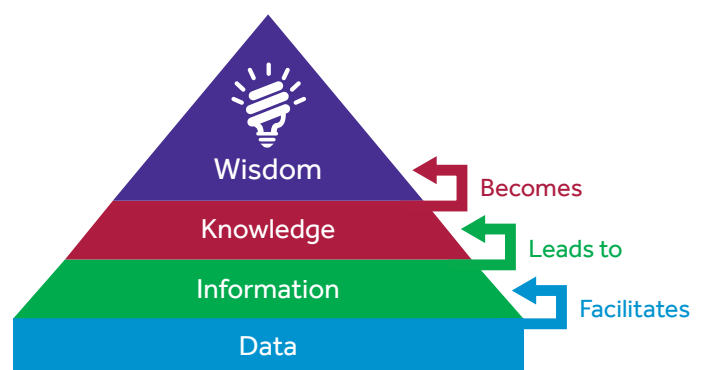 Wisdom
Becomes
Knowledge
Leads to
Information
Facilitates
Data